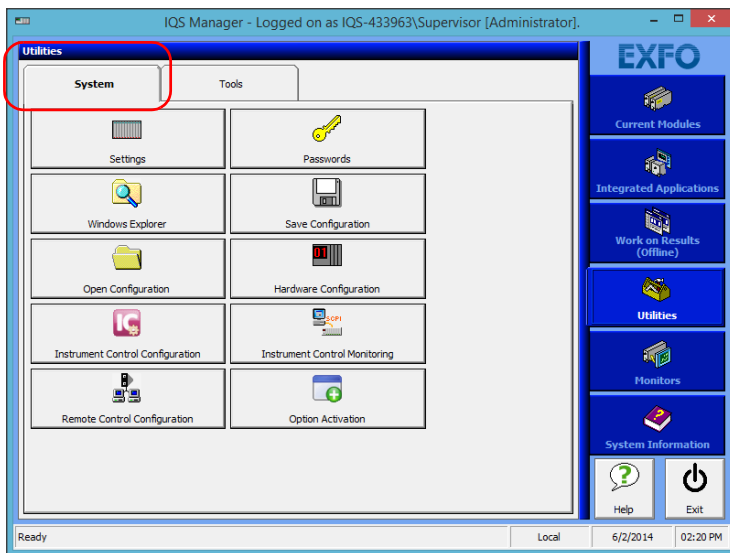 IQS Manager - Logged on as IQS-433963\Supervisor [Administrator].
Utilities
System
Tools
Settings
Passwords
Windows Explorer
Save Configuration
Open Configuration
01
Hardware Configuration
IC
Instrument Control Configuration
SCPI
Instrument Control Monitoring
Remote Control Configuration
Option Activation
EXFO
Current Modules
Integrated Applications
Work on Results
(Offline)
Utilities
Monitors
System Information
?
Help
Exit
Ready
Local
6/2/2014
02:20 PM